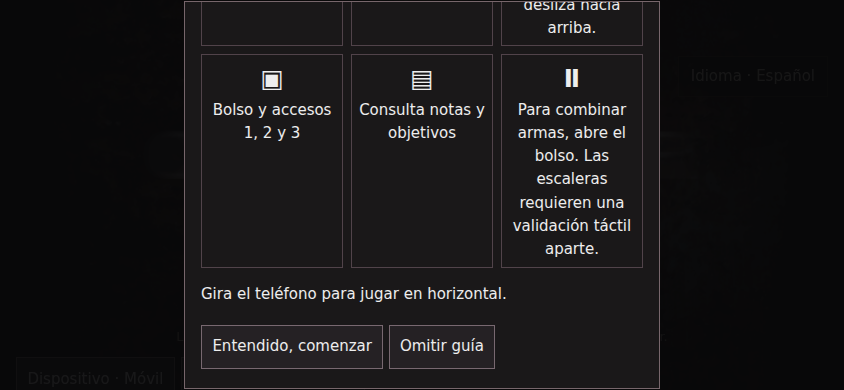 desliza hacia
arriba.
Idioma · Español
Bolso y accesos
1, 2 y 3
Consulta notas y
objetivos
Para combinar
armas, abre el
bolso. Las
escaleras
requieren una
validación táctil
aparte.
Gira el teléfono para jugar en horizontal.
Entendido, comenzar
Omitir guía
Dispositivo · Móvil